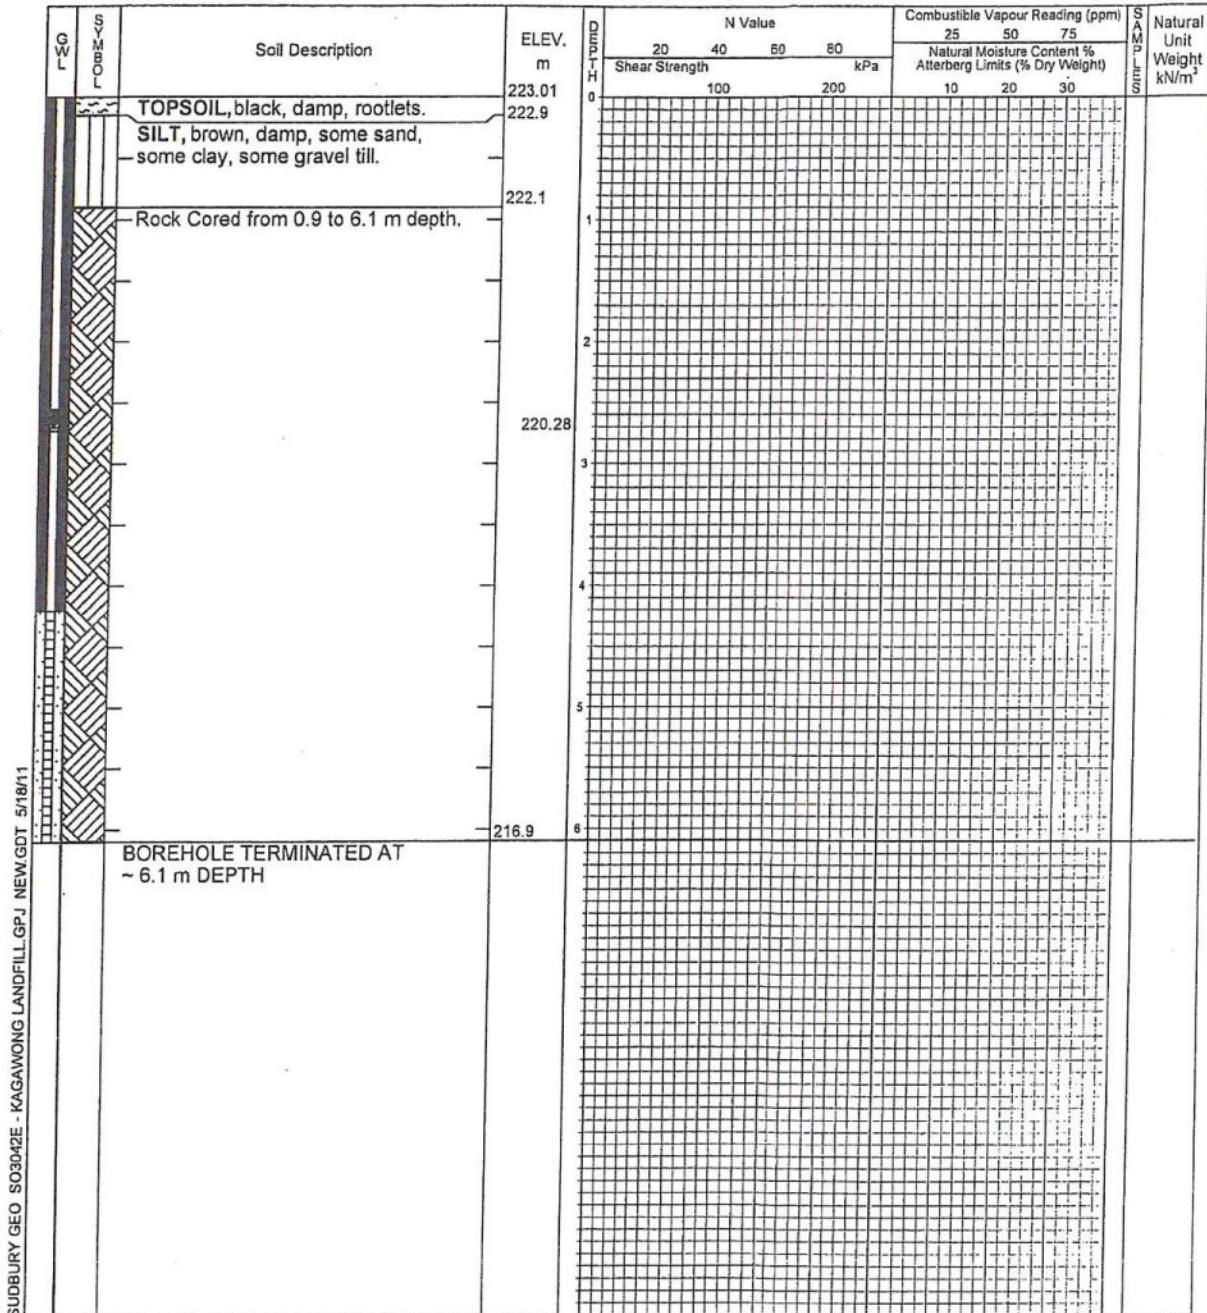 GWL
SYMBOL
Soil Description
ELEV.
m
DEPTH
N Value
20 40 60 80
Shear Strength kPa
100 200
Combustible Vapour Reading (ppm)
25 50 75
Natural Moisture Content %
Atterberg Limits (% Dry Weight)
10 20 30
SAMPLES
Natural
Unit
Weight
kN/m³
223.01
0
TOPSOIL, black, damp, rootlets.
222.9
SILT, brown, damp, some sand,
some clay, some gravel till.
222.1
Rock Cored from 0.9 to 6.1 m depth.
1
2
220.28
3
4
5
216.9
6
BOREHOLE TERMINATED AT
~ 6.1 m DEPTH
SUDBURY GEO SO3042E - KAGAWONG LANDFILL.GPJ NEW.GDT 5/18/11